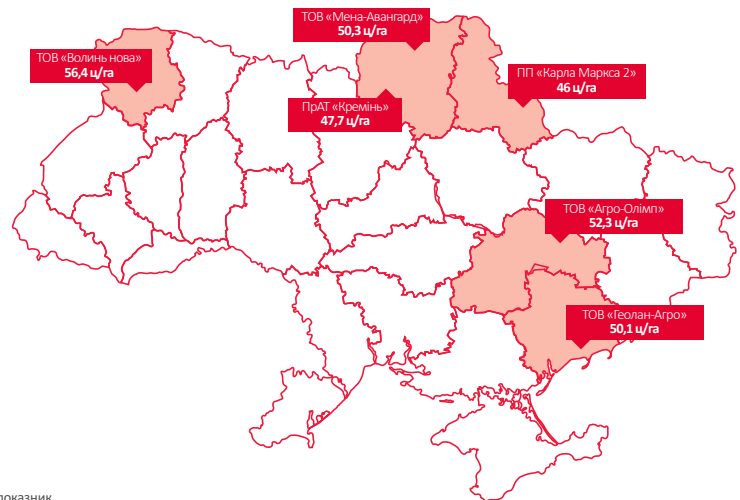 ТОВ «Мена-Авангард»
50,3 ц/га
ТОВ «Волинь нова»
56,4 ц/га
ПП «Карла Маркса 2»
46 ц/га
ПрАТ «Кремінь»
47,7 ц/га
ТОВ «Агро-Олімп»
52,3 ц/га
ТОВ «Геолан-Агро»
50,1 ц/га
показник